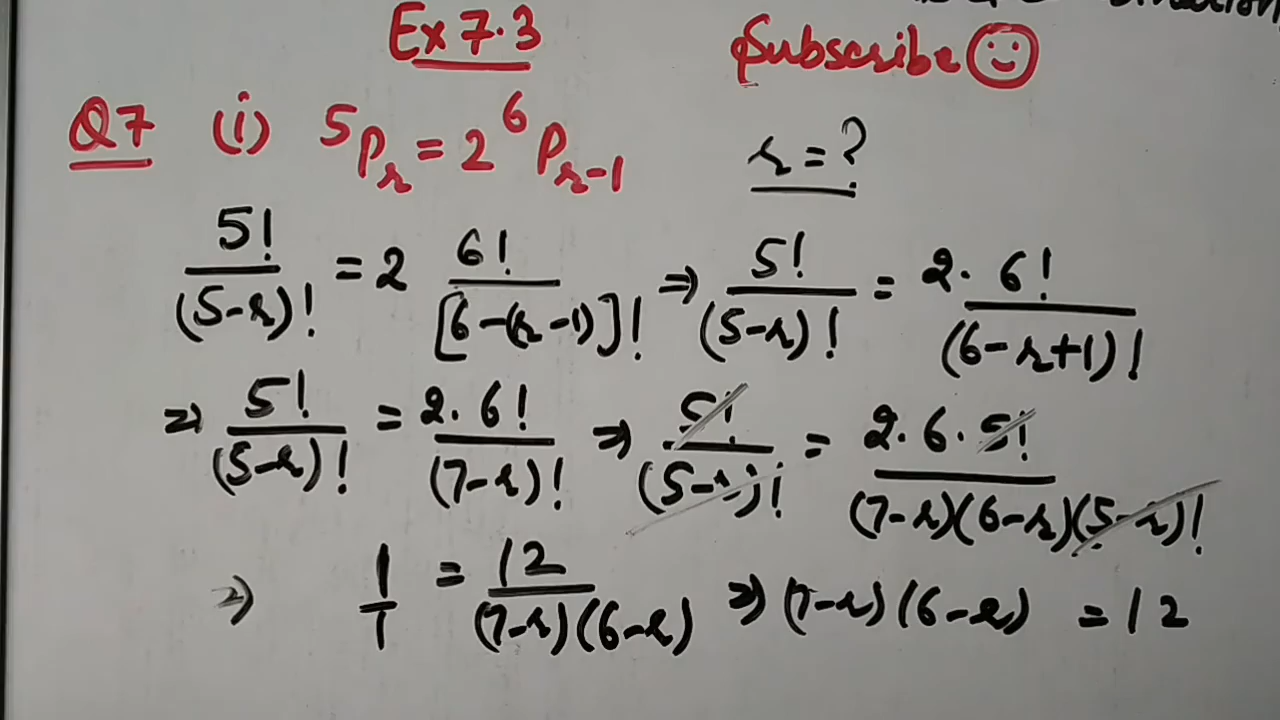 Ex 7.3
Subscribe ☺
Q7 (i) ⁵Pᵣ = 2 ⁶Pᵣ₋₁ r = ?
5!/(5-r)! = 2 6!/[6-(r-1)]! ⇒ 5!/(5-r)! = 2·6!/(6-r+1)!
⇒ 5!/(5-r)! = 2·6!/(7-r)! ⇒ 5!/(5-r)! = 2·6·5!/(7-r)(6-r)(5-r)!
⇒ 1/1 = 12/(7-r)(6-r) ⇒ (7-r)(6-r) = 12